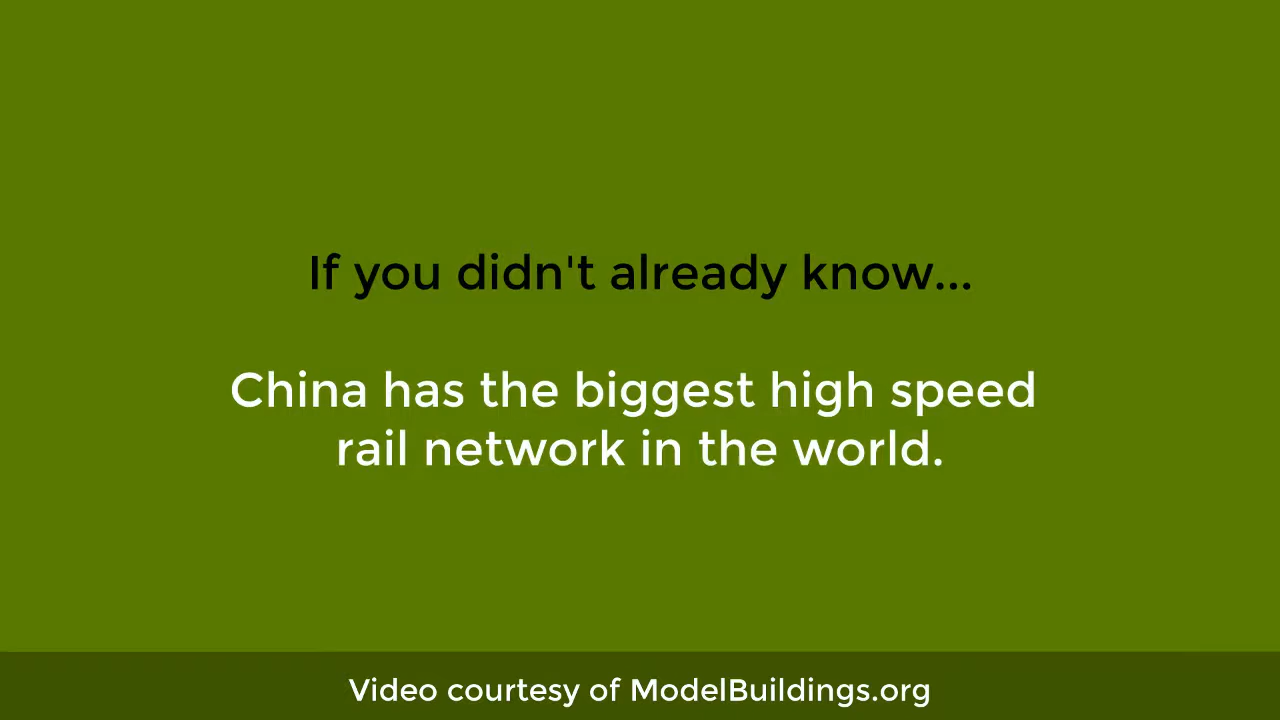 If you didn't already know...
China has the biggest high speed
rail network in the world.
Video courtesy of ModelBuildings.org